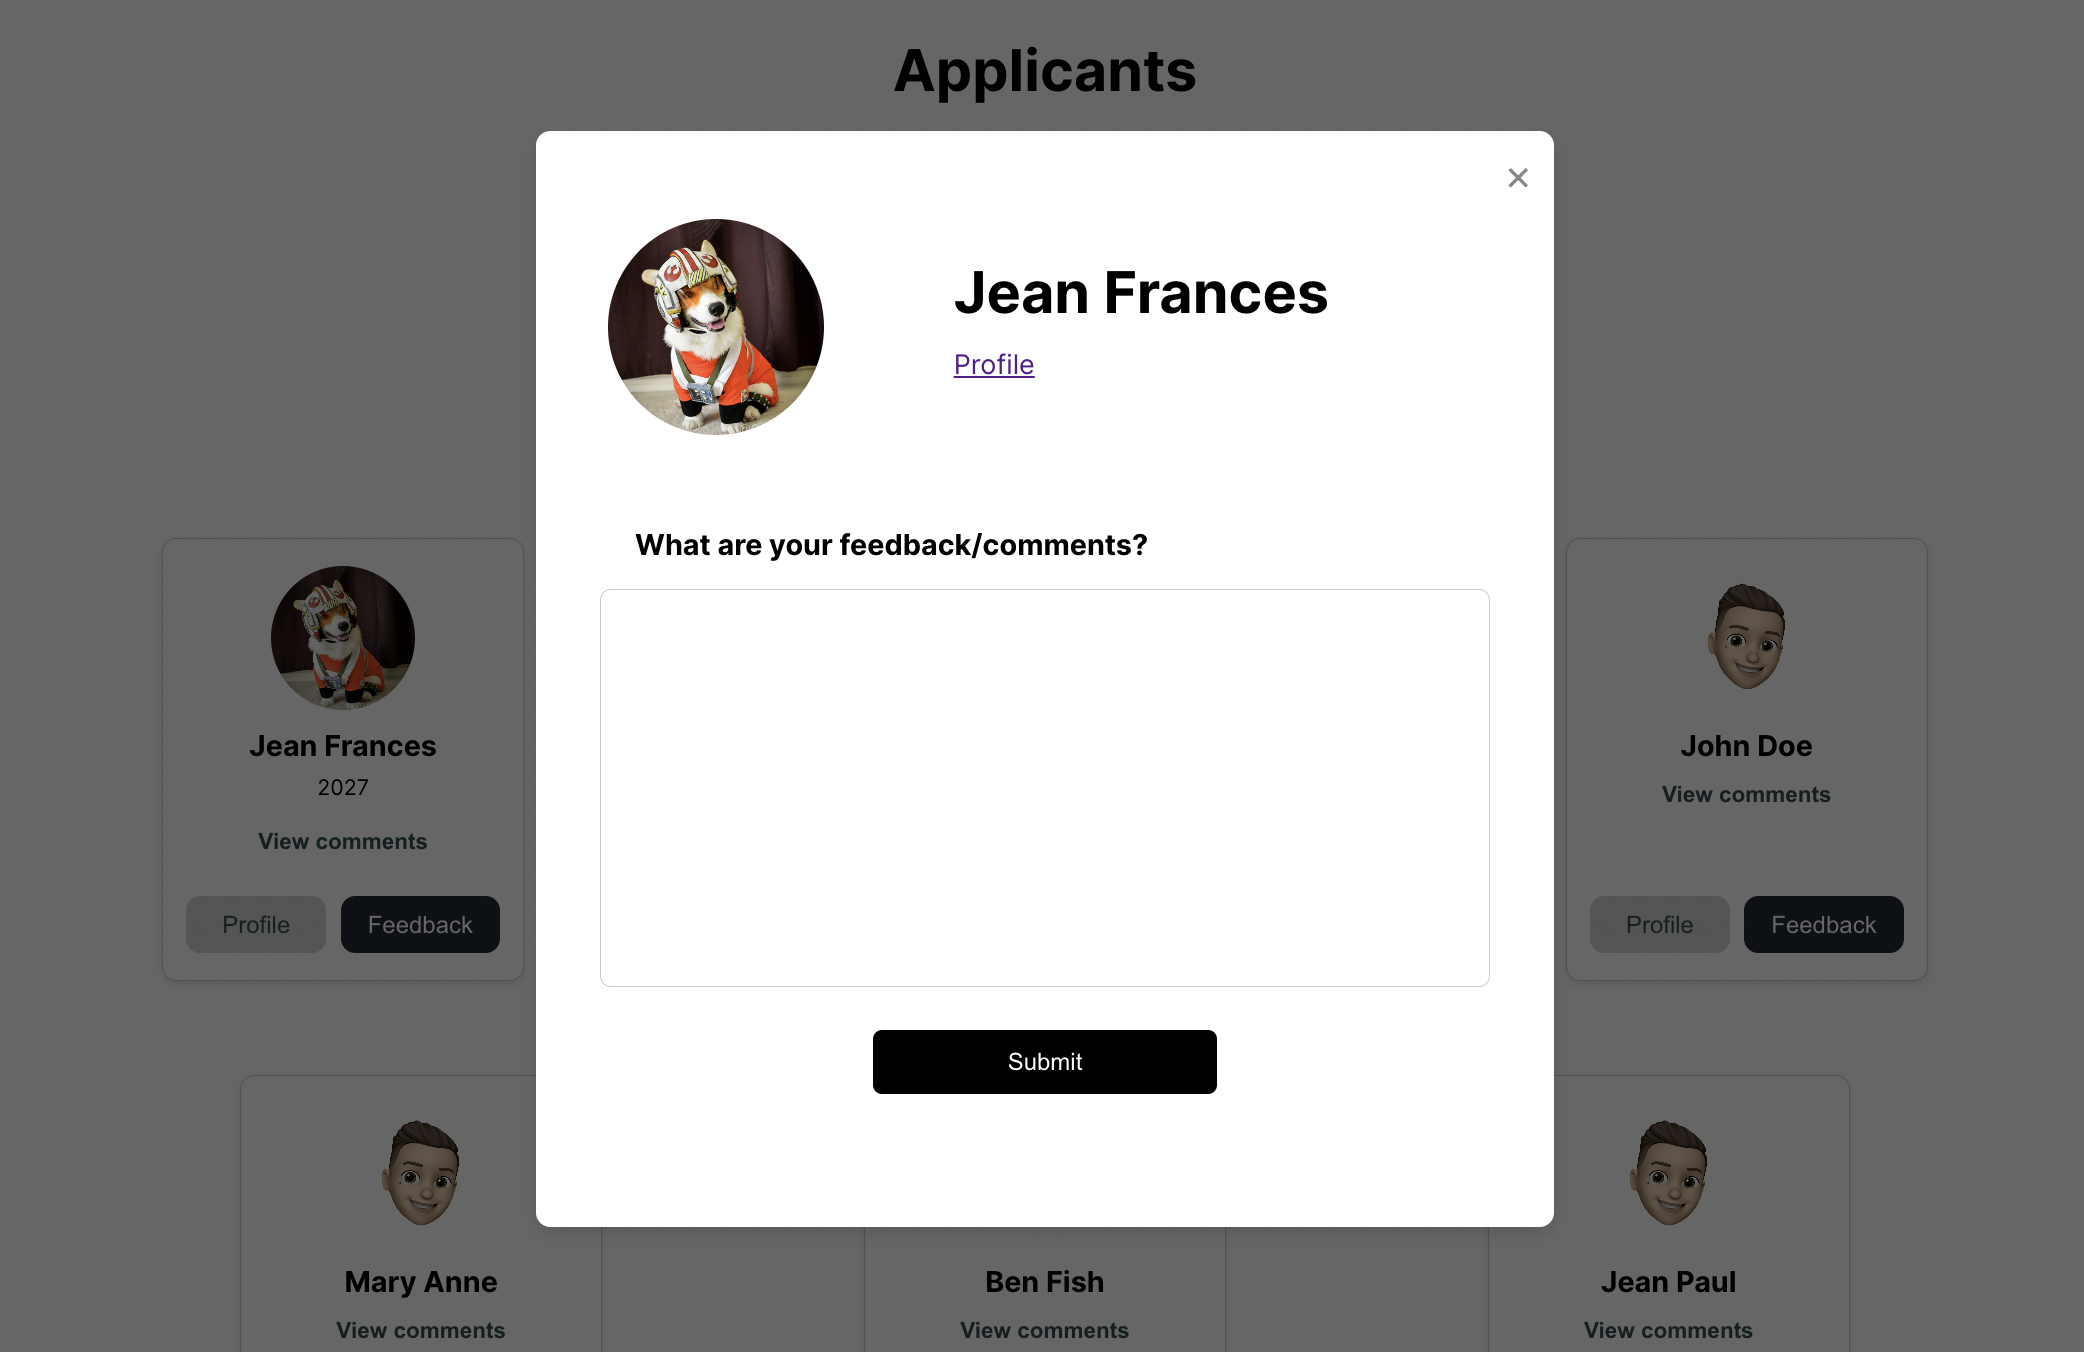 Applicants
×
Jean Frances
Profile
What are your feedback/comments?
Submit
Jean Frances
2027
View comments
Profile
Feedback
John Doe
View comments
Profile
Feedback
Mary Anne
View comments
Ben Fish
View comments
Jean Paul
View comments